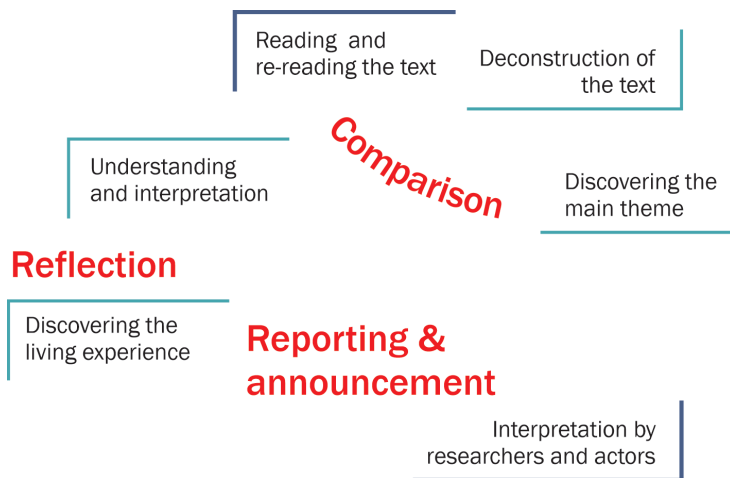 Reading and
re-reading the text
Deconstruction of
the text
Comparison
Understanding
and interpretation
Discovering the
main theme
Reflection
Discovering the
living experience
Reporting &
announcement
Interpretation by
researchers and actors